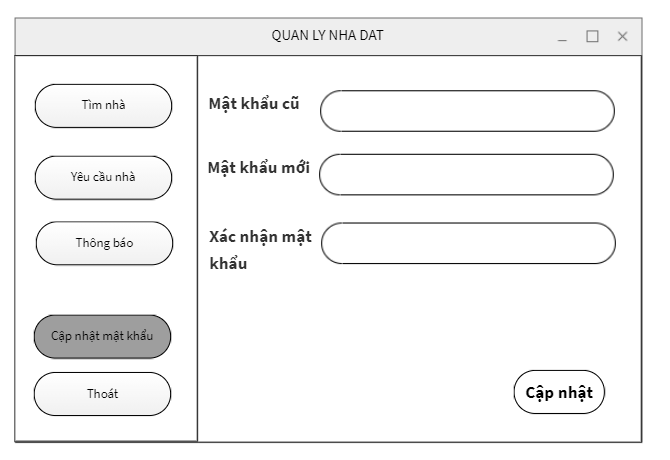 QUAN LY NHA DAT
Tìm nhà
Yêu cầu nhà
Thông báo
Cập nhật mật khẩu
Thoát
Mật khẩu cũ
Mật khẩu mới
Xác nhận mật
khẩu
Cập nhật